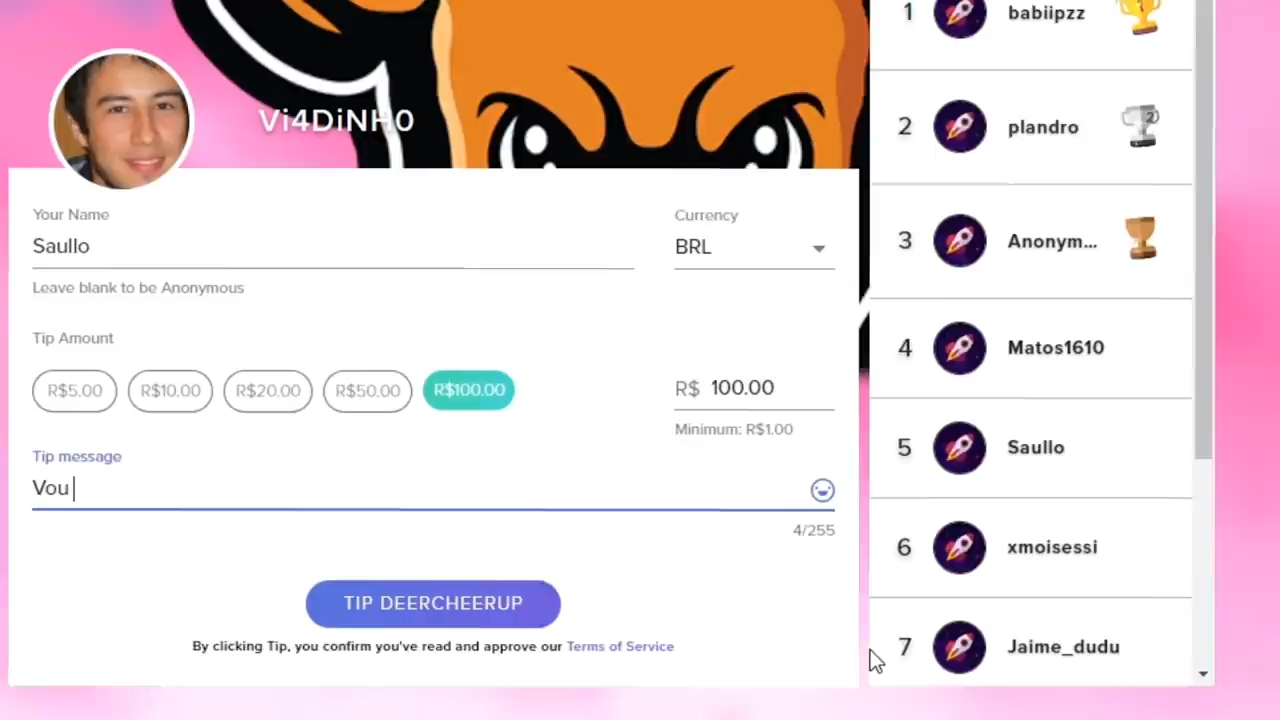 Vi4DiNH0
Your Name
Saullo
Leave blank to be Anonymous
Currency
BRL
Tip Amount
R$5.00 R$10.00 R$20.00 R$50.00 R$100.00
R$ 100.00
Minimum: R$1.00
Tip message
Vou
4/255
TIP DEERCHEERUP
By clicking Tip, you confirm you've read and approve our Terms of Service
1 babiipzz 1
2 plandro 2
3 Anonym...
4 Matos1610
5 Saullo
6 xmoisessi
7 Jaime_dudu